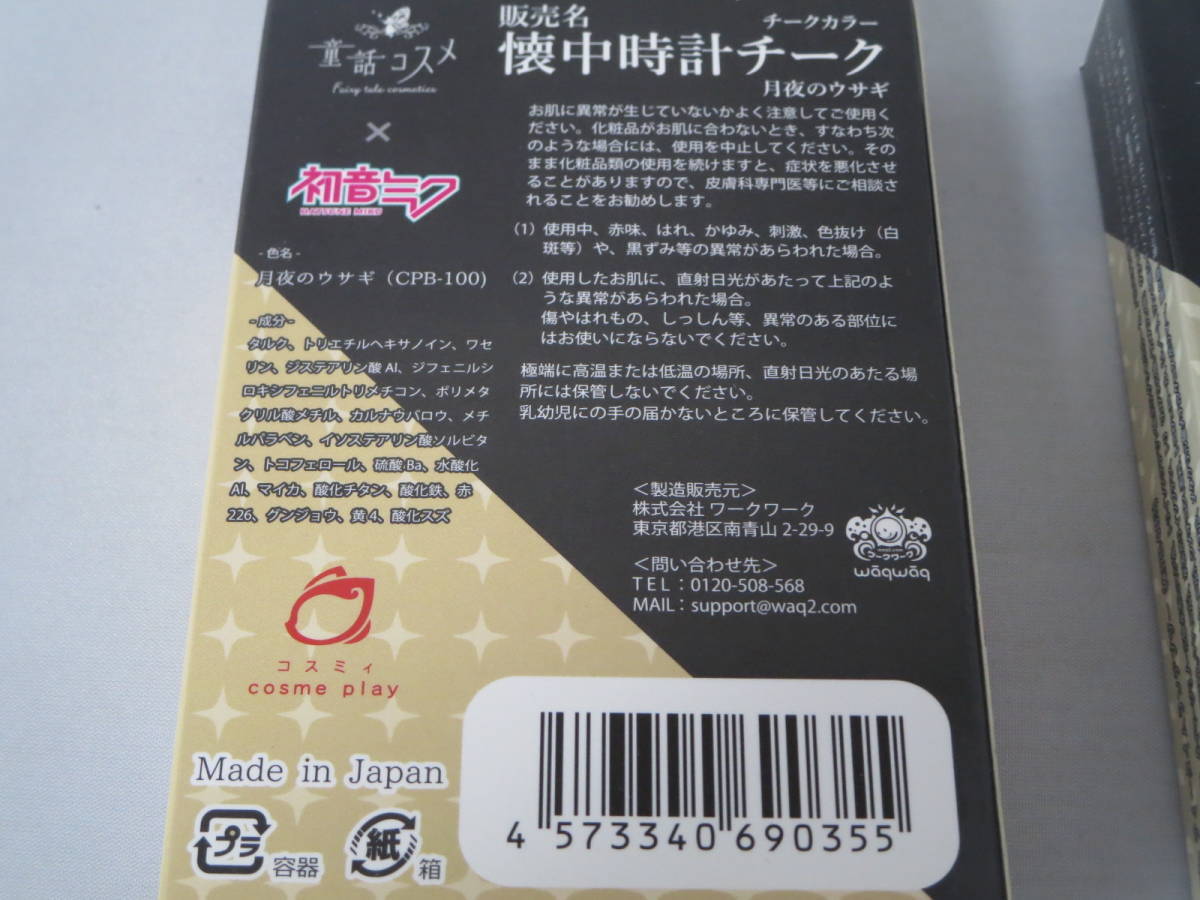 童話コスメ
Fairy tale cosmetics
×
初音ミク
HATSUNE MIKU
- 色名 -
月夜のウサギ（CPB-100)
- 成分 -
タルク、トリエチルヘキサノイン、ワセ
リン、ジステアリン酸 Al、ジフェニルシ
ロキシフェニルトリメチコン、ポリメタ
クリル酸メチル、カルナウバロウ、メチ
ルパラベン、イソステアリン酸ソルビタ
ン、トコフェロール、硫酸 Ba、水酸化
Al、マイカ、酸化チタン、酸化鉄、赤
226、グンジョウ、黄 4、酸化スズ
コスミィ
cosme play
Made in Japan
プラ
容器
紙
箱
販売名
チークカラー
懐中時計チーク
月夜のウサギ
お肌に異常が生じていないかよく注意してご使用く
ださい。化粧品がお肌に合わないとき、すなわち次
のような場合には、使用を中止してください。その
まま化粧品類の使用を続けますと、症状を悪化させ
ることがありますので、皮膚科専門医等にご相談さ
れることをお勧めします。
(1) 使用中、赤味、はれ、かゆみ、刺激、色抜け（白
斑等）や、黒ずみ等の異常があらわれた場合。
(2) 使用したお肌に、直射日光があたって上記のよ
うな異常があらわれた場合。
傷やはれもの、しっしん等、異常のある部位に
はお使いにならないでください。
極端に高温または低温の場所、直射日光のあたる場
所には保管しないでください。
乳幼児にの手の届かないところに保管してください。
＜製造販売元＞
株式会社 ワークワーク
東京都港区南青山 2-29-9
＜問い合わせ先＞
TEL：0120-508-568
MAIL：support@waq2.com
ワークワーク
wāqwāq
4 573340 690355